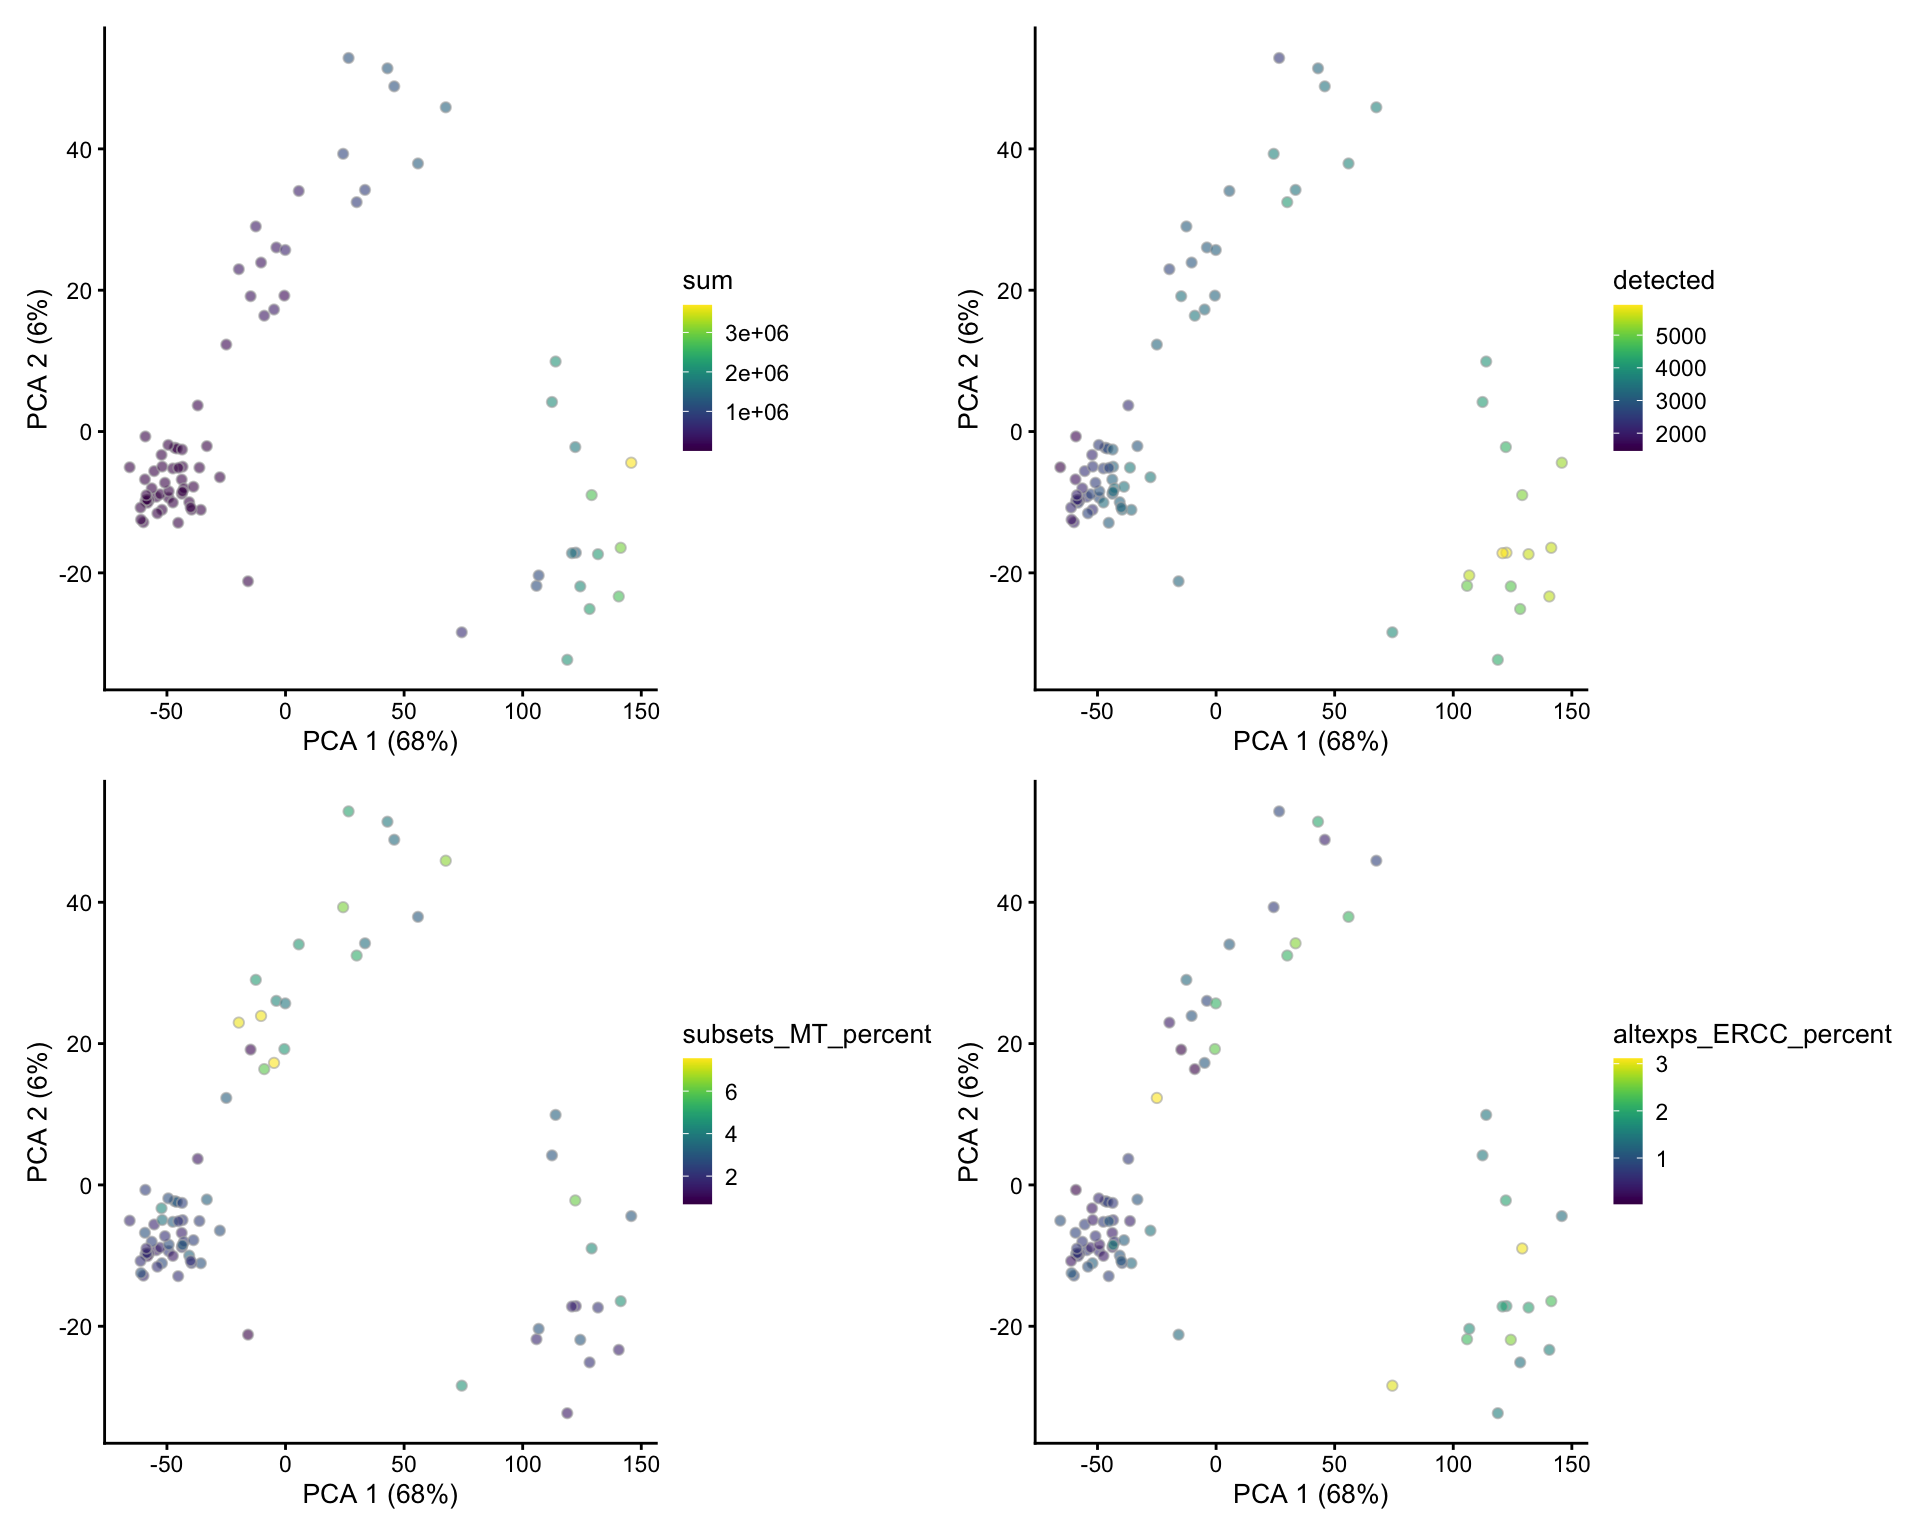 40
20
0
-20
PCA 2 (6%)
-50 0 50 100 150
PCA 1 (68%)
sum
3e+06
2e+06
1e+06
40
20
0
-20
PCA 2 (6%)
-50 0 50 100 150
PCA 1 (68%)
detected
5000
4000
3000
2000
40
20
0
-20
PCA 2 (6%)
-50 0 50 100 150
PCA 1 (68%)
subsets_MT_percent
6
4
2
40
20
0
-20
PCA 2 (6%)
-50 0 50 100 150
PCA 1 (68%)
altexps_ERCC_percent
3
2
1